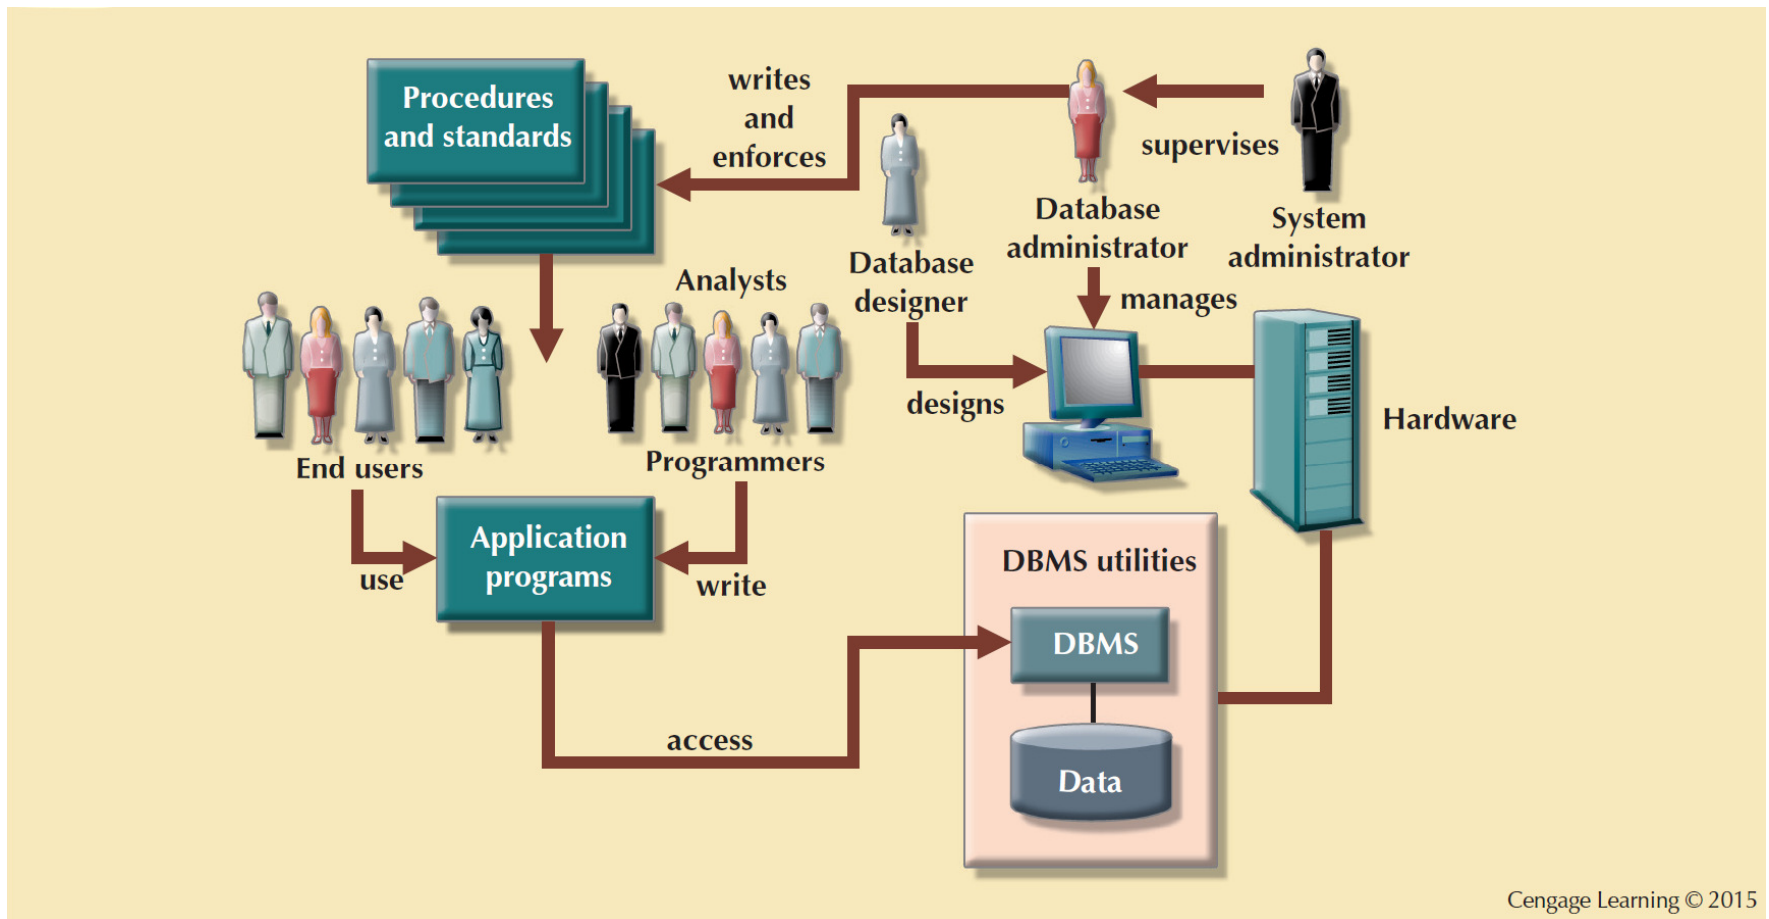 Procedures
and standards
writes
and
enforces
supervises
Database
administrator
System
administrator
Database
designer
manages
Analysts
designs
Hardware
End users
Programmers
Application
programs
use
write
DBMS utilities
DBMS
access
Data
Cengage Learning © 2015